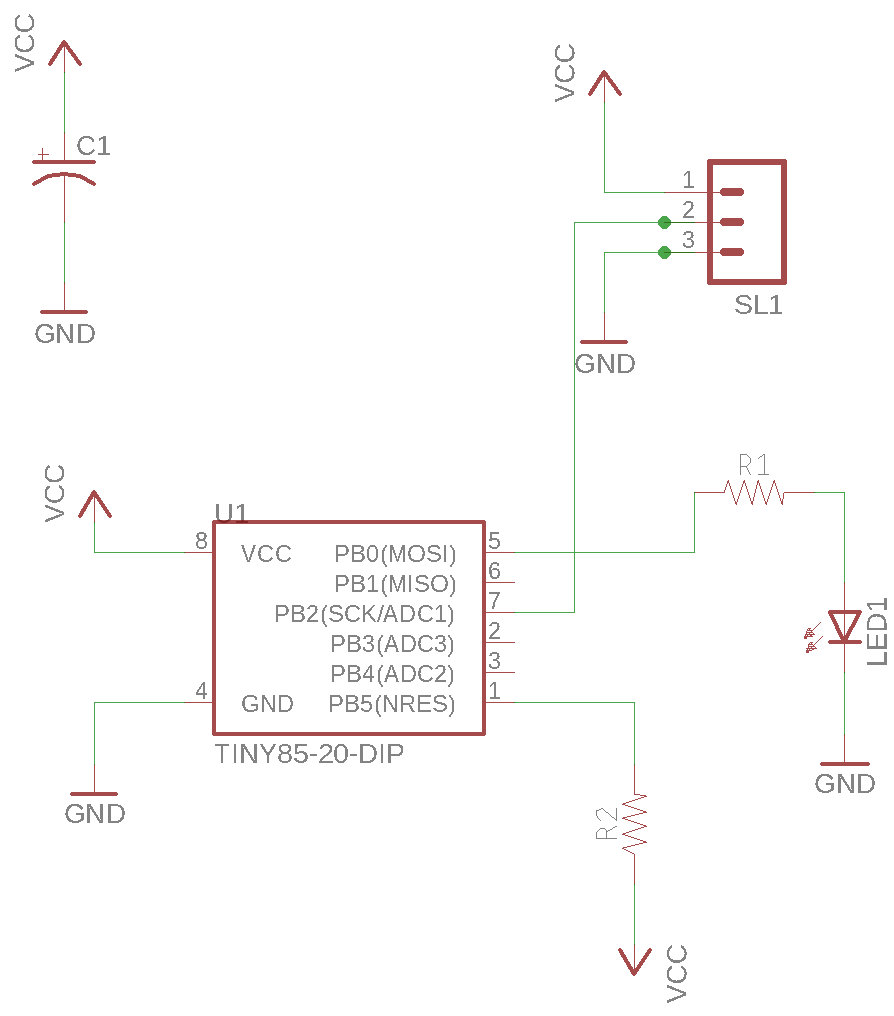 VCC
+
C1
GND
VCC
1
2
3
SL1
GND
R1
VCC
U1
8
VCC
PB0(MOSI)
5
PB1(MISO)
6
PB2(SCK/ADC1)
7
PB3(ADC3)
2
PB4(ADC2)
3
4
GND
PB5(NRES)
1
TINY85-20-DIP
GND
LED1
GND
R2
VCC